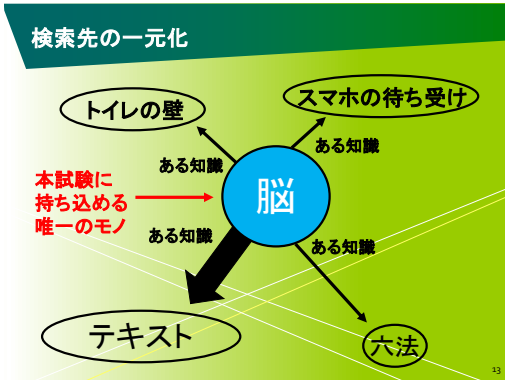 検索先の一元化
トイレの壁
スマホの待ち受け
ある知識
ある知識
本試験に
持ち込める
唯一のモノ
脳
ある知識
ある知識
テキスト
六法
13